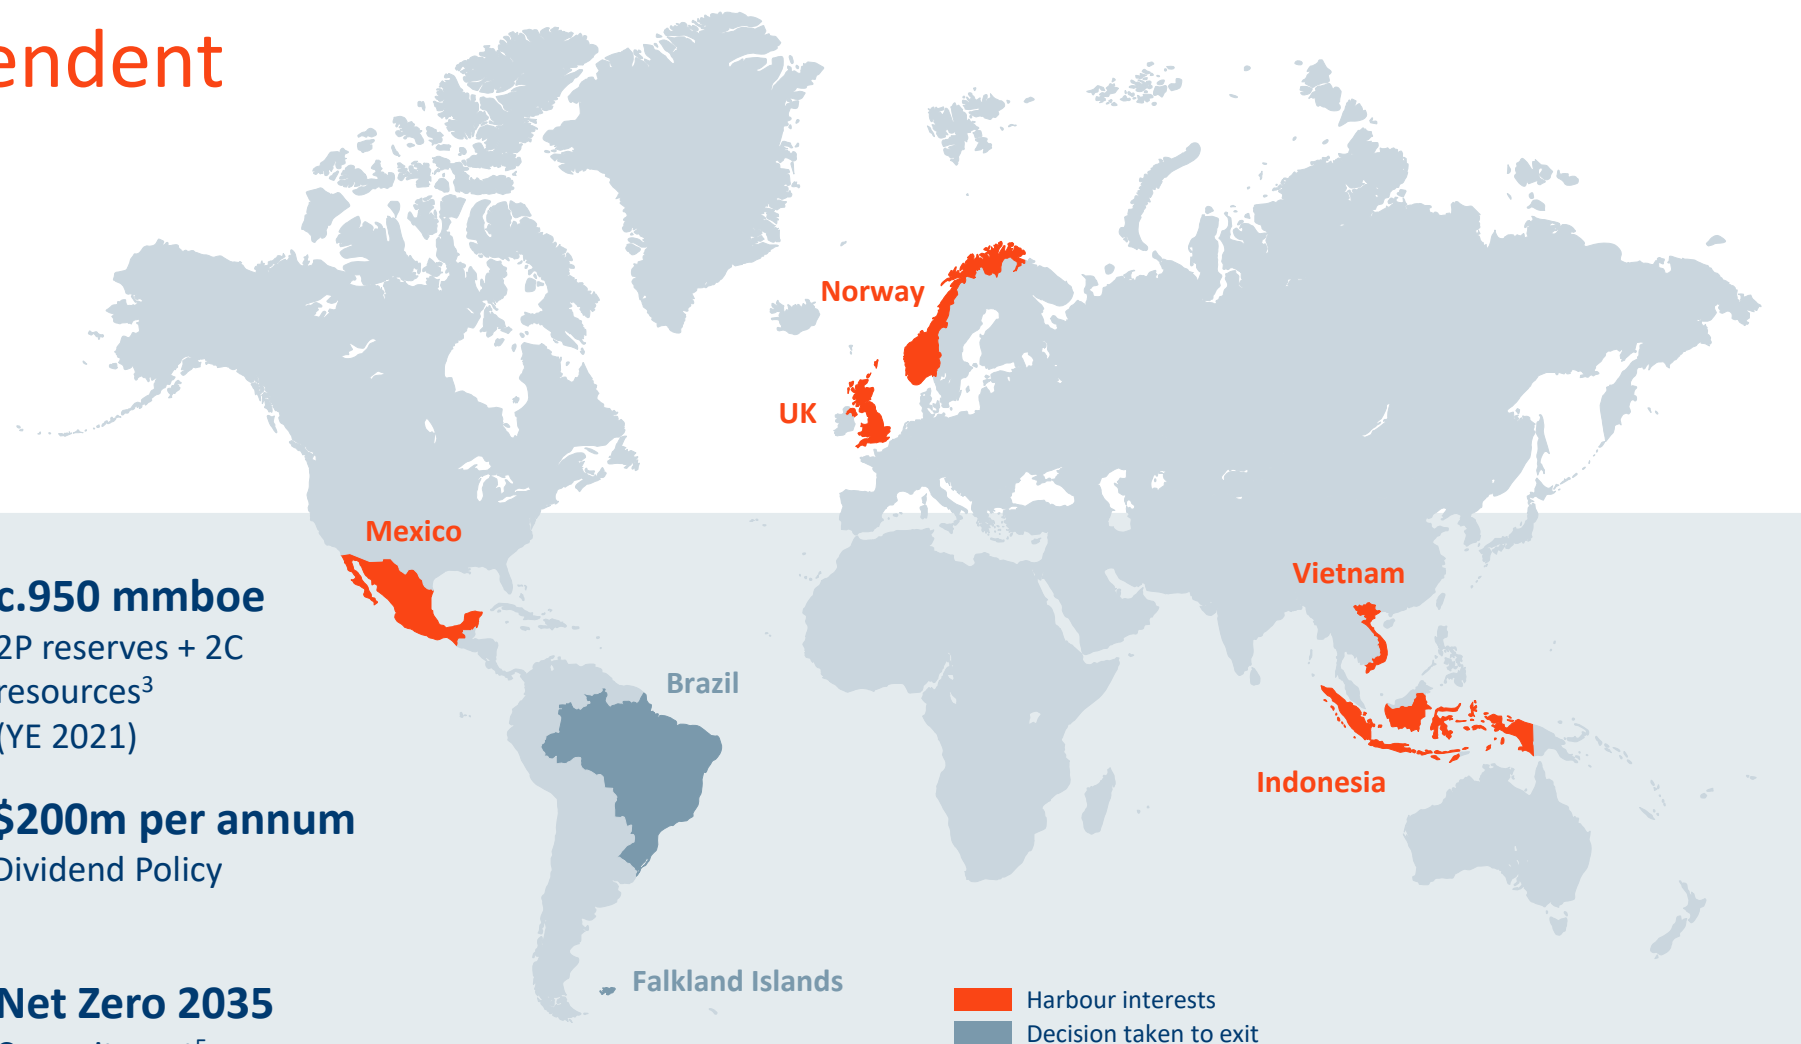 endent
Norway
UK
Mexico
Vietnam
Brazil
Indonesia
Falkland Islands
c.950 mmboe
2P reserves + 2C
resources³
(YE 2021)
$200m per annum
Dividend Policy
Net Zero 2035
Harbour interests
Decision taken to exit